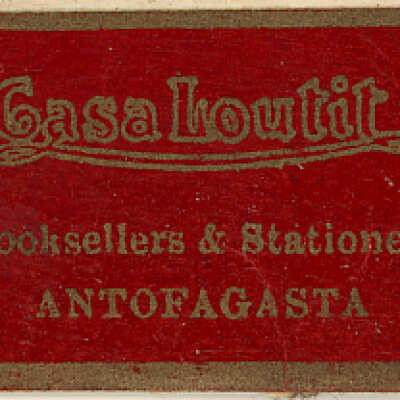 Casa Loutit
ooksellers & Statione
ANTOFAGASTA